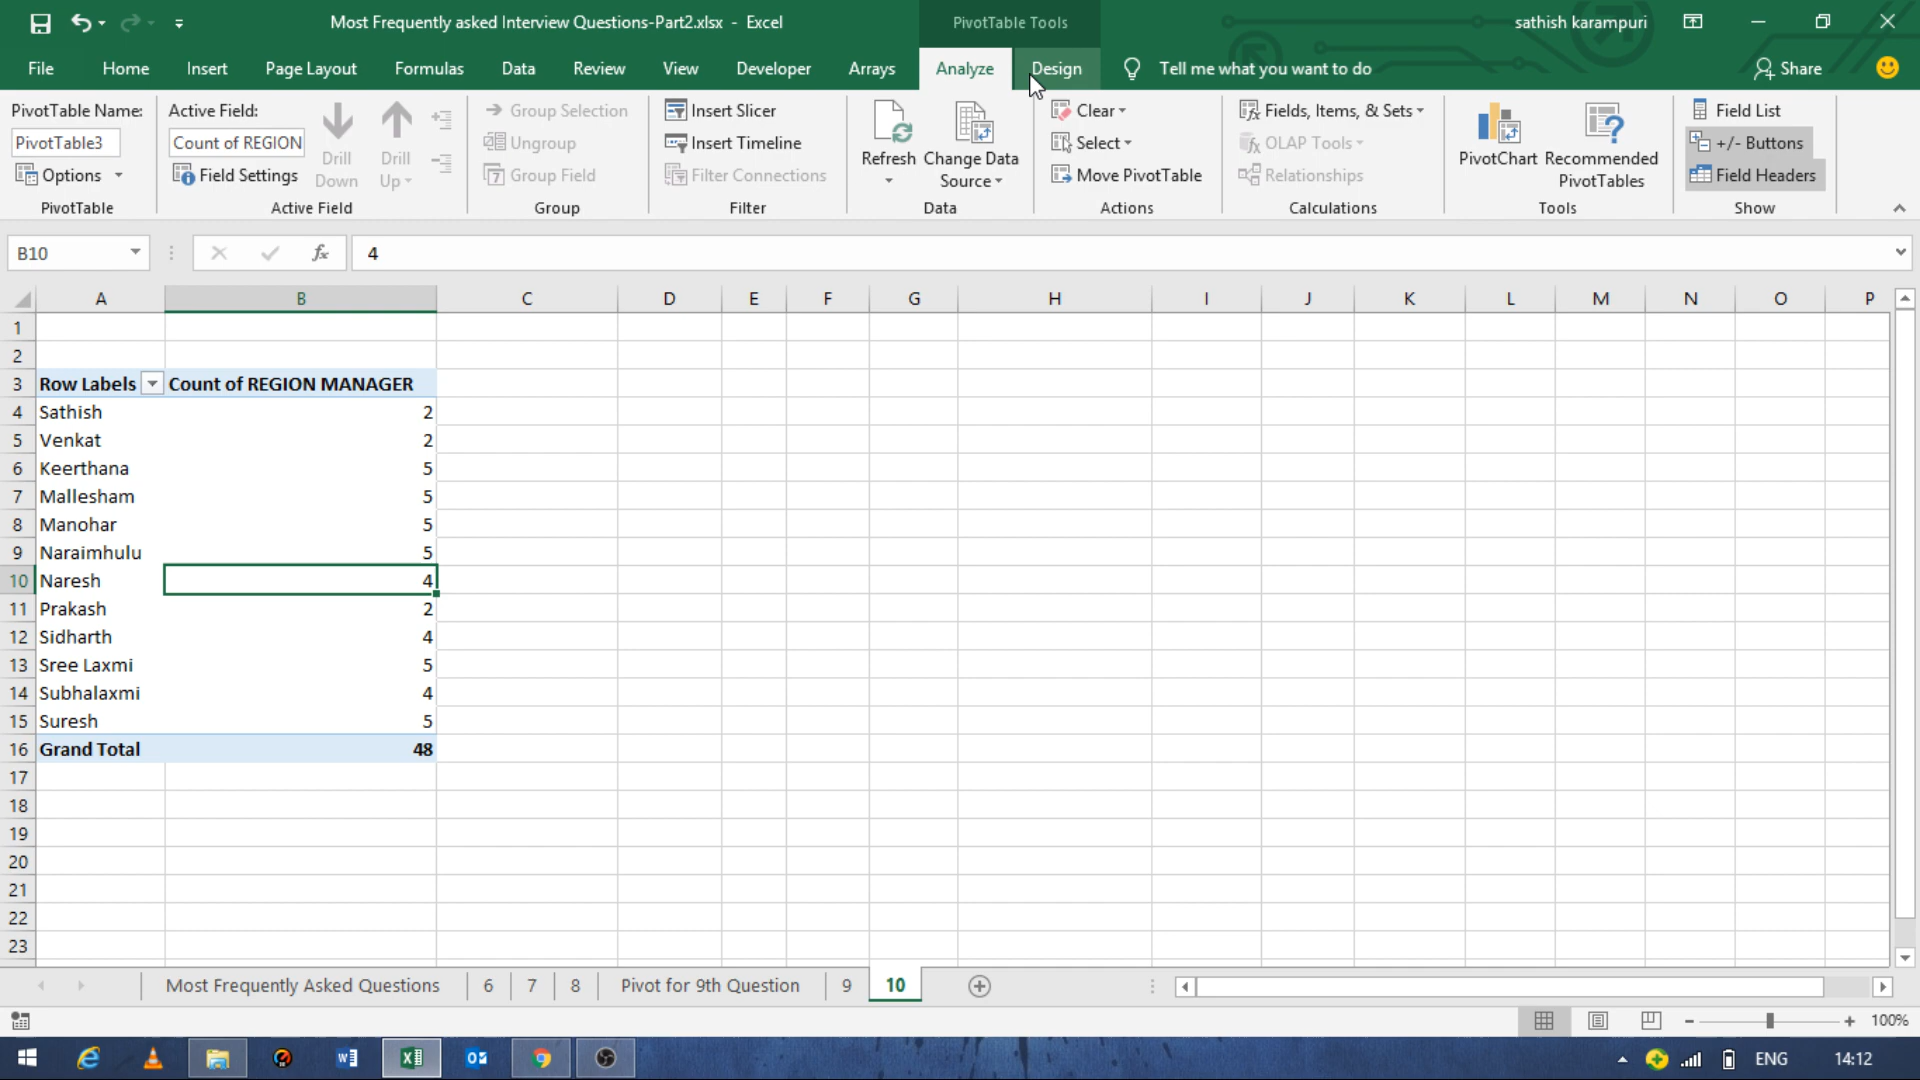 Most Frequently asked Interview Questions-Part2.xlsx - Excel
PivotTable Tools
sathish karampuri
File Home Insert Page Layout Formulas Data Review View Developer Arrays Analyze Design Tell me what you want to do Share
PivotTable Name:
PivotTable3
Options
PivotTable
Active Field:
Count of REGION
Field Settings
Drill Down
Drill Up
Active Field
Group Selection
Ungroup
Group Field
Group
Insert Slicer
Insert Timeline
Filter Connections
Filter
Refresh
Change Data Source
Data
Clear
Select
Move PivotTable
Actions
Fields, Items, & Sets
OLAP Tools
Relationships
Calculations
PivotChart
Recommended PivotTables
Tools
Field List
+/- Buttons
Field Headers
Show
B10 fx 4
A B C D E F G H I J K L M N O P
1
2
3 Row Labels Count of REGION MANAGER
4 Sathish 2
5 Venkat 2
6 Keerthana 5
7 Mallesham 5
8 Manohar 5
9 Naraimhulu 5
10 Naresh 4
11 Prakash 2
12 Sidharth 4
13 Sree Laxmi 5
14 Subhalaxmi 4
15 Suresh 5
16 Grand Total 48
17
18
19
20
21
22
23
Most Frequently Asked Questions 6 7 8 Pivot for 9th Question 9 10
100%
ENG 14:12